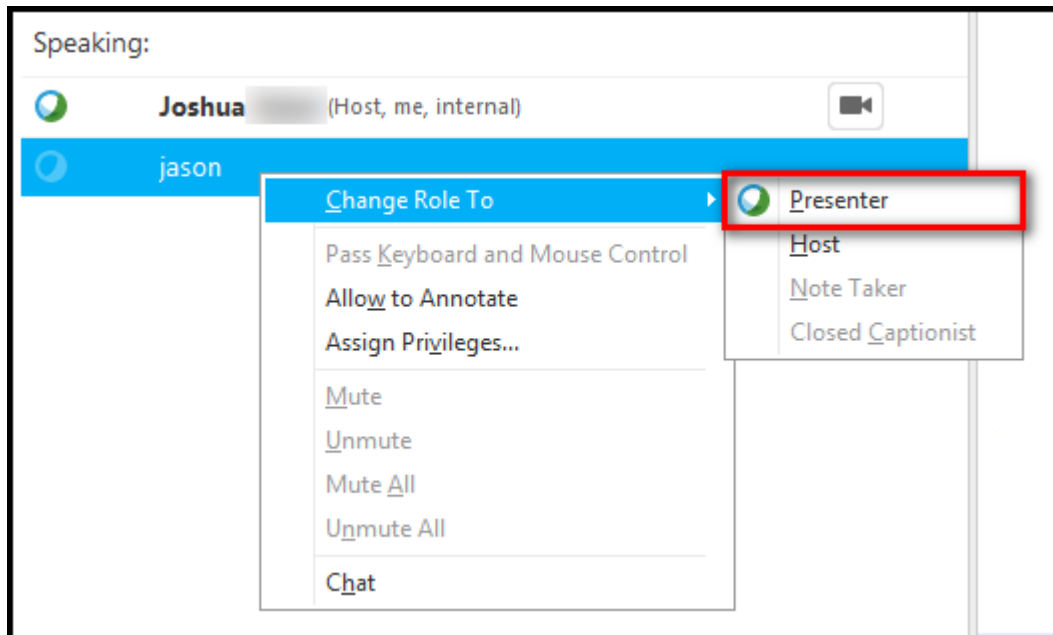 Speaking:
Joshua (Host, me, internal)
jason
Change Role To
Presenter
Host
Note Taker
Closed Captionist
Pass Keyboard and Mouse Control
Allow to Annotate
Assign Privileges...
Mute
Unmute
Mute All
Unmute All
Chat